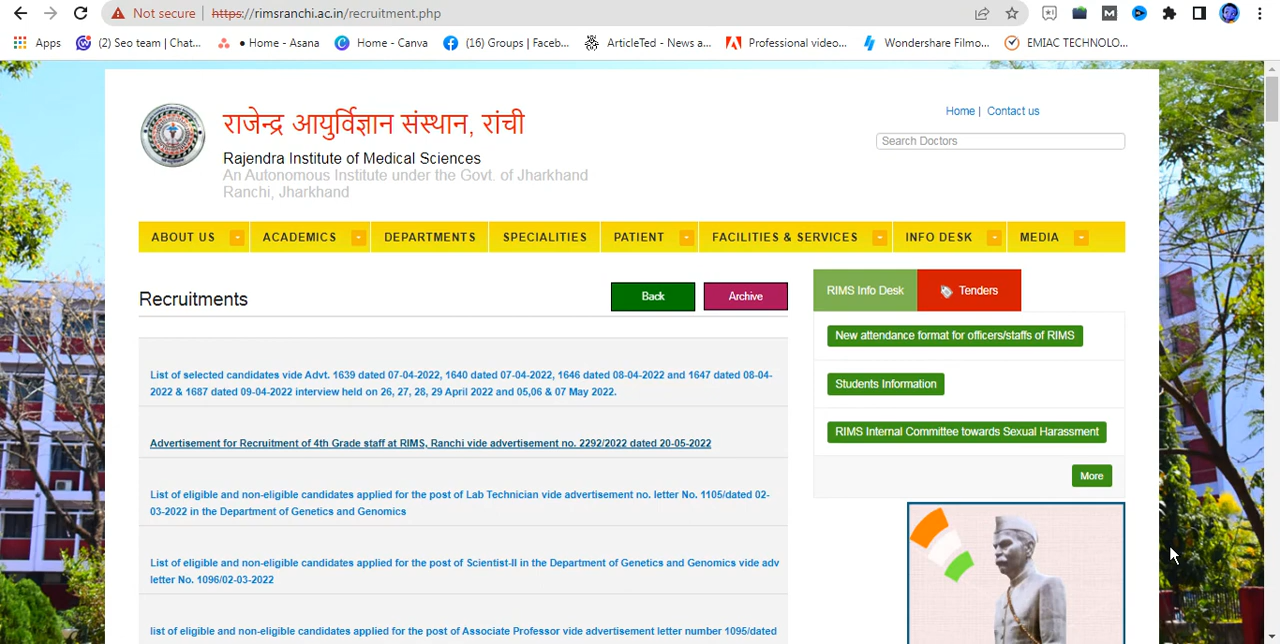 Not secure https://rimsranchi.ac.in/recruitment.php
Apps (2) Seo team | Chat... • Home - Asana Home - Canva (16) Groups | Faceb... ArticleTed - News a... Professional video... Wondershare Filmo... EMIAC TECHNOLO...
राजेन्द्र आयुर्विज्ञान संस्थान, रांची
Rajendra Institute of Medical Sciences
An Autonomous Institute under the Govt. of Jharkhand
Ranchi, Jharkhand
Home | Contact us
Search Doctors
ABOUT US ACADEMICS DEPARTMENTS SPECIALITIES PATIENT FACILITIES & SERVICES INFO DESK MEDIA
Recruitments
Back Archive
List of selected candidates vide Advt. 1639 dated 07-04-2022, 1640 dated 07-04-2022, 1646 dated 08-04-2022 and 1647 dated 08-04-
2022 & 1687 dated 09-04-2022 interview held on 26, 27, 28, 29 April 2022 and 05,06 & 07 May 2022.
Advertisement for Recruitment of 4th Grade staff at RIMS, Ranchi vide advertisement no. 2292/2022 dated 20-05-2022
List of eligible and non-eligible candidates applied for the post of Lab Technician vide advertisement no. letter No. 1105/dated 02-
03-2022 in the Department of Genetics and Genomics
List of eligible and non-eligible candidates applied for the post of Scientist-II in the Department of Genetics and Genomics vide adv
letter No. 1096/02-03-2022
list of eligible and non-eligible candidates applied for the post of Associate Professor vide advertisement letter number 1095/dated
RIMS Info Desk Tenders
New attendance format for officers/staffs of RIMS
Students Information
RIMS Internal Committee towards Sexual Harassment
More